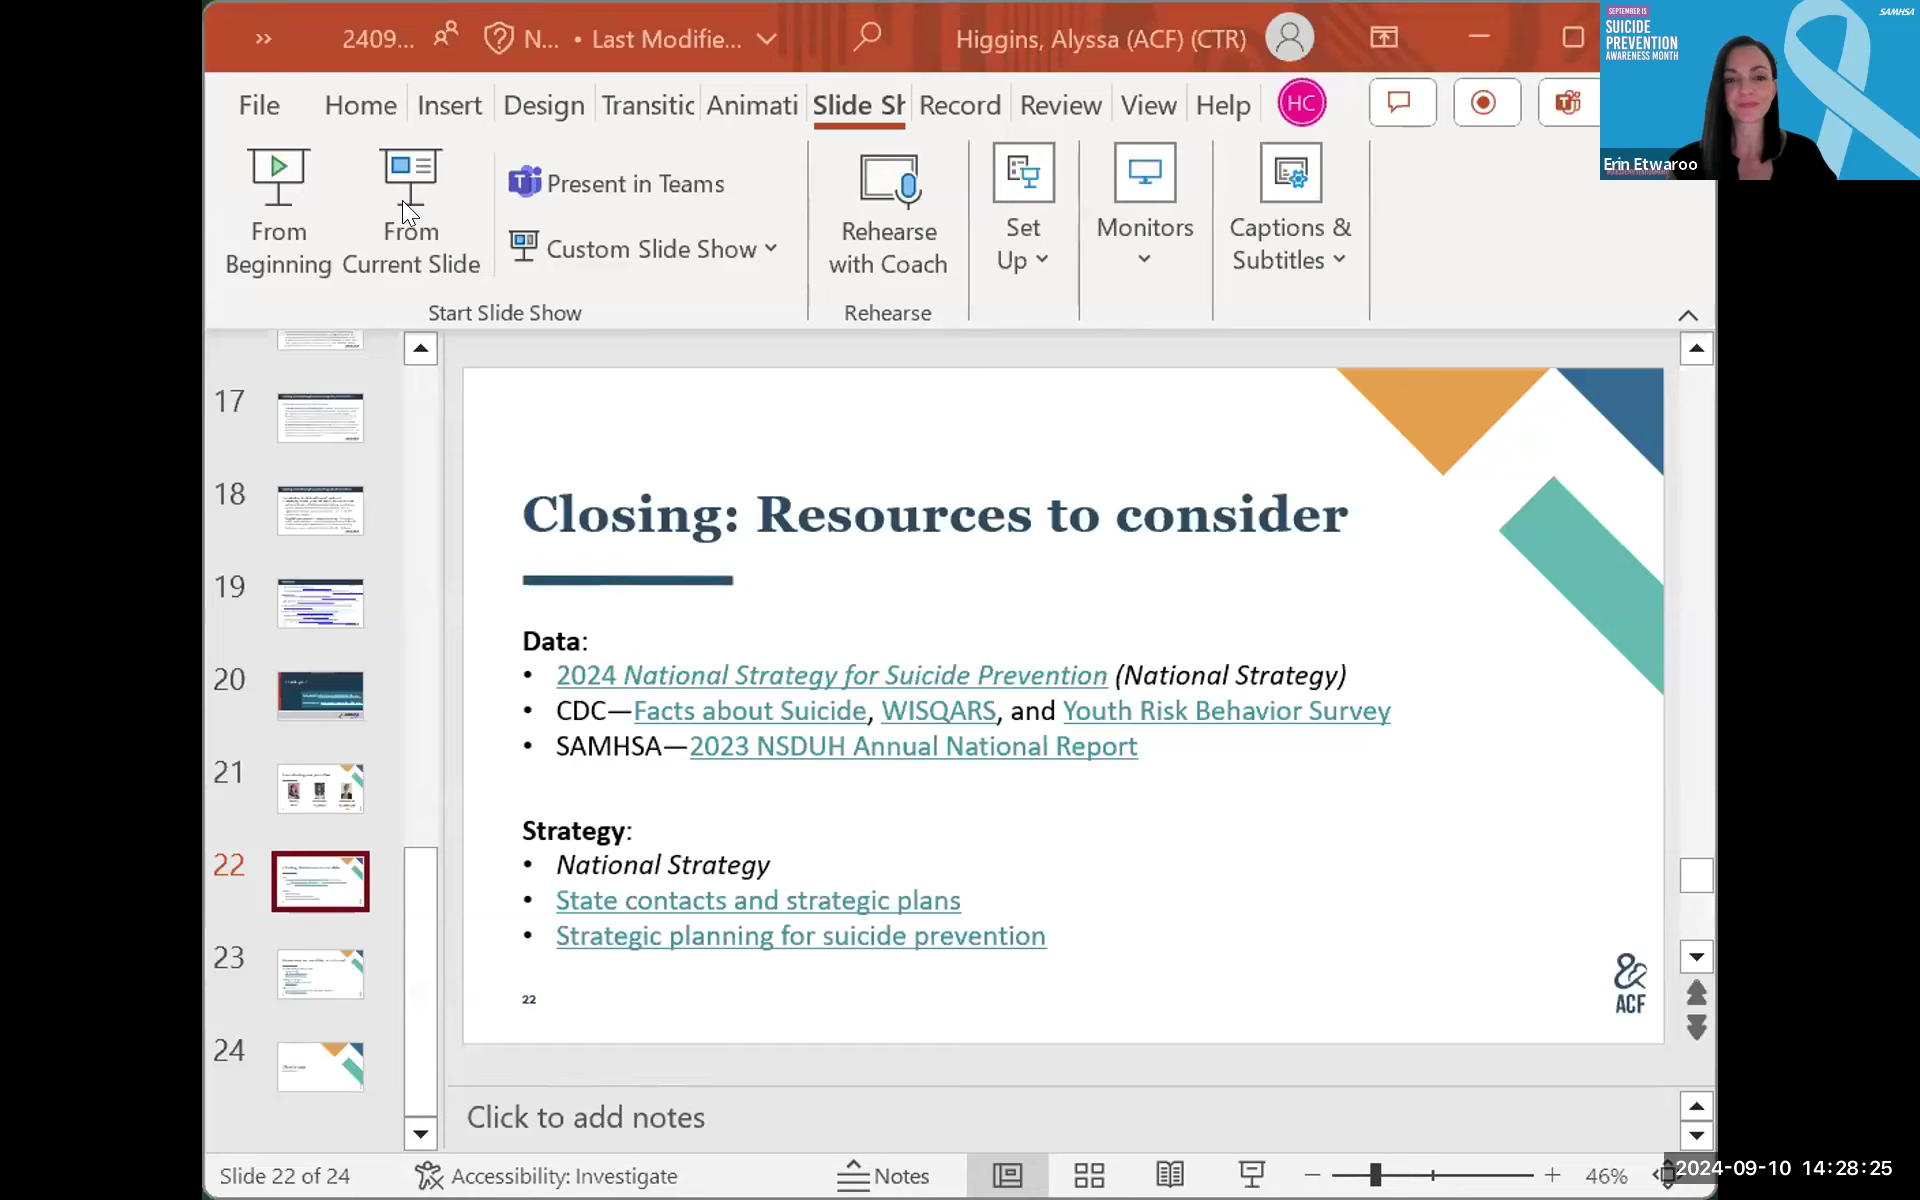 2409... N... • Last Modifie... Higgins, Alyssa (ACF) (CTR)
SEPTEMBER IS
SUICIDE
PREVENTION
AWARENESS MONTH
SAMHSA
Erin Etwaroo
File Home Insert Design Transitic Animati Slide Sh Record Review View Help HC
From Beginning
From Current Slide
Present in Teams
Custom Slide Show
Rehearse with Coach
Set Up
Monitors
Captions & Subtitles
Start Slide Show
Rehearse
17
18
19
20
21
22
23
24
Closing: Resources to consider
Data:
• 2024 National Strategy for Suicide Prevention (National Strategy)
• CDC—Facts about Suicide, WISQARS, and Youth Risk Behavior Survey
• SAMHSA—2023 NSDUH Annual National Report
Strategy:
• National Strategy
• State contacts and strategic plans
• Strategic planning for suicide prevention
22
ACF
Click to add notes
Slide 22 of 24 Accessibility: Investigate Notes 46%
2024-09-10 14:28:25